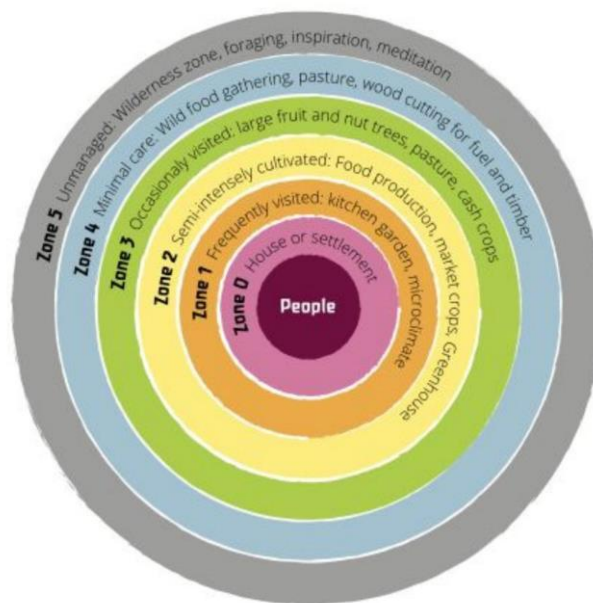 Zone 5 Unmanaged: Wilderness zone, foraging, inspiration, meditation
Zone 4 Minimal care: Wild food gathering, pasture, wood cutting for fuel and timber
Zone 3 Occasionaly visited: large fruit and nut trees, pasture, cash crops
Zone 2 Semi-intensely cultivated: Food production, market crops, Greenhouse
Zone 1 Frequently visited: kitchen garden, microclimate
Zone 0 House or settlement
People